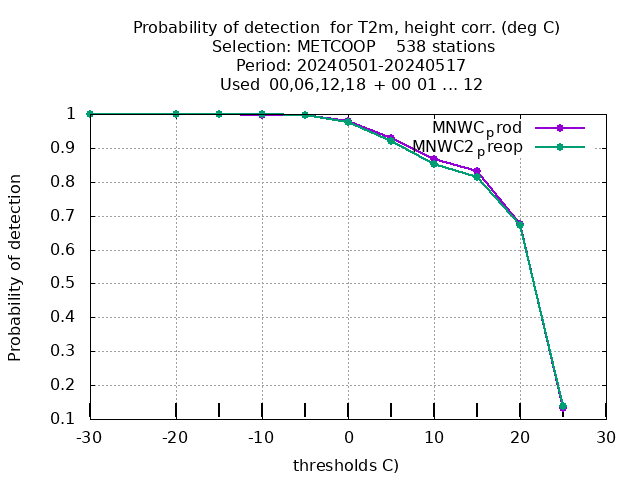 Probability of detection  for T2m, height corr. (deg C)
Selection: METCOOP    538 stations
Period: 20240501-20240517
Used  00,06,12,18 + 00 01 ... 12
1
0.9
0.8
0.7
0.6
0.5
0.4
0.3
0.2
0.1
Probability of detection
MNWCprod
MNWC2preop
-30 -20 -10 0 10 20 30
thresholds C)